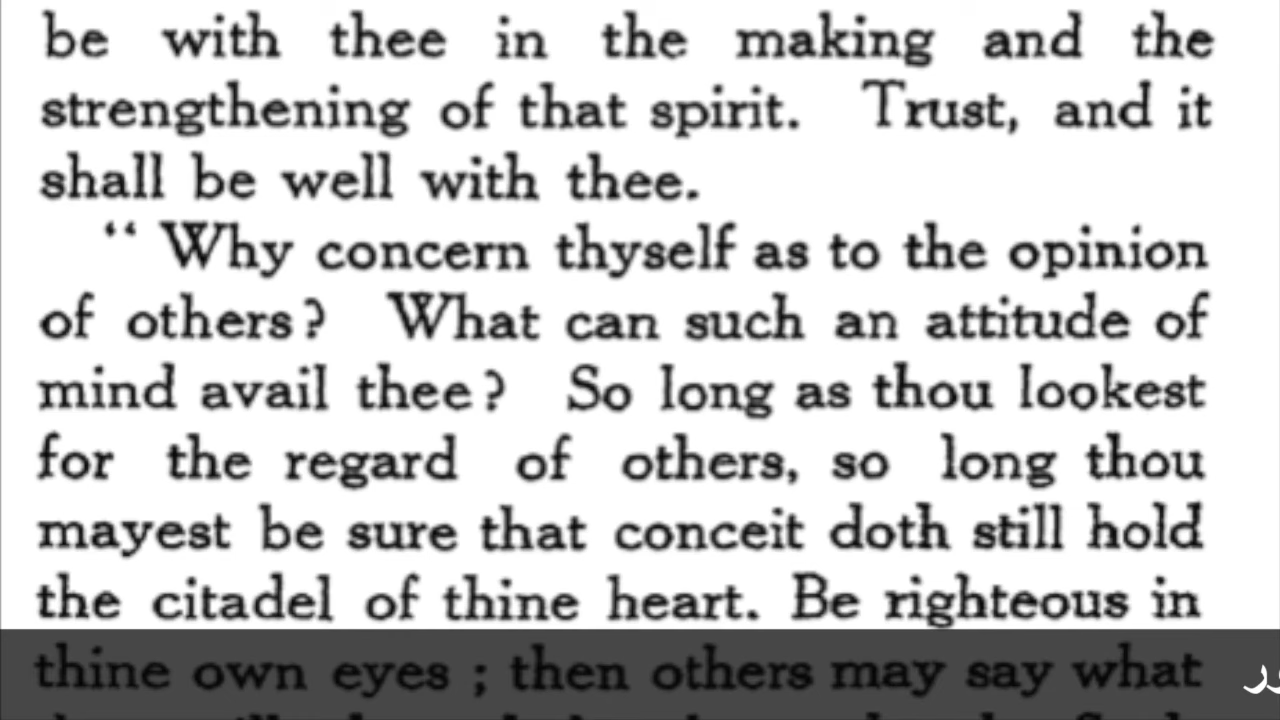 be with thee in the making and the
strengthening of that spirit. Trust, and it
shall be well with thee.
“ Why concern thyself as to the opinion
of others? What can such an attitude of
mind avail thee? So long as thou lookest
for the regard of others, so long thou
mayest be sure that conceit doth still hold
the citadel of thine heart. Be righteous in
thine own eyes ; then others may say what